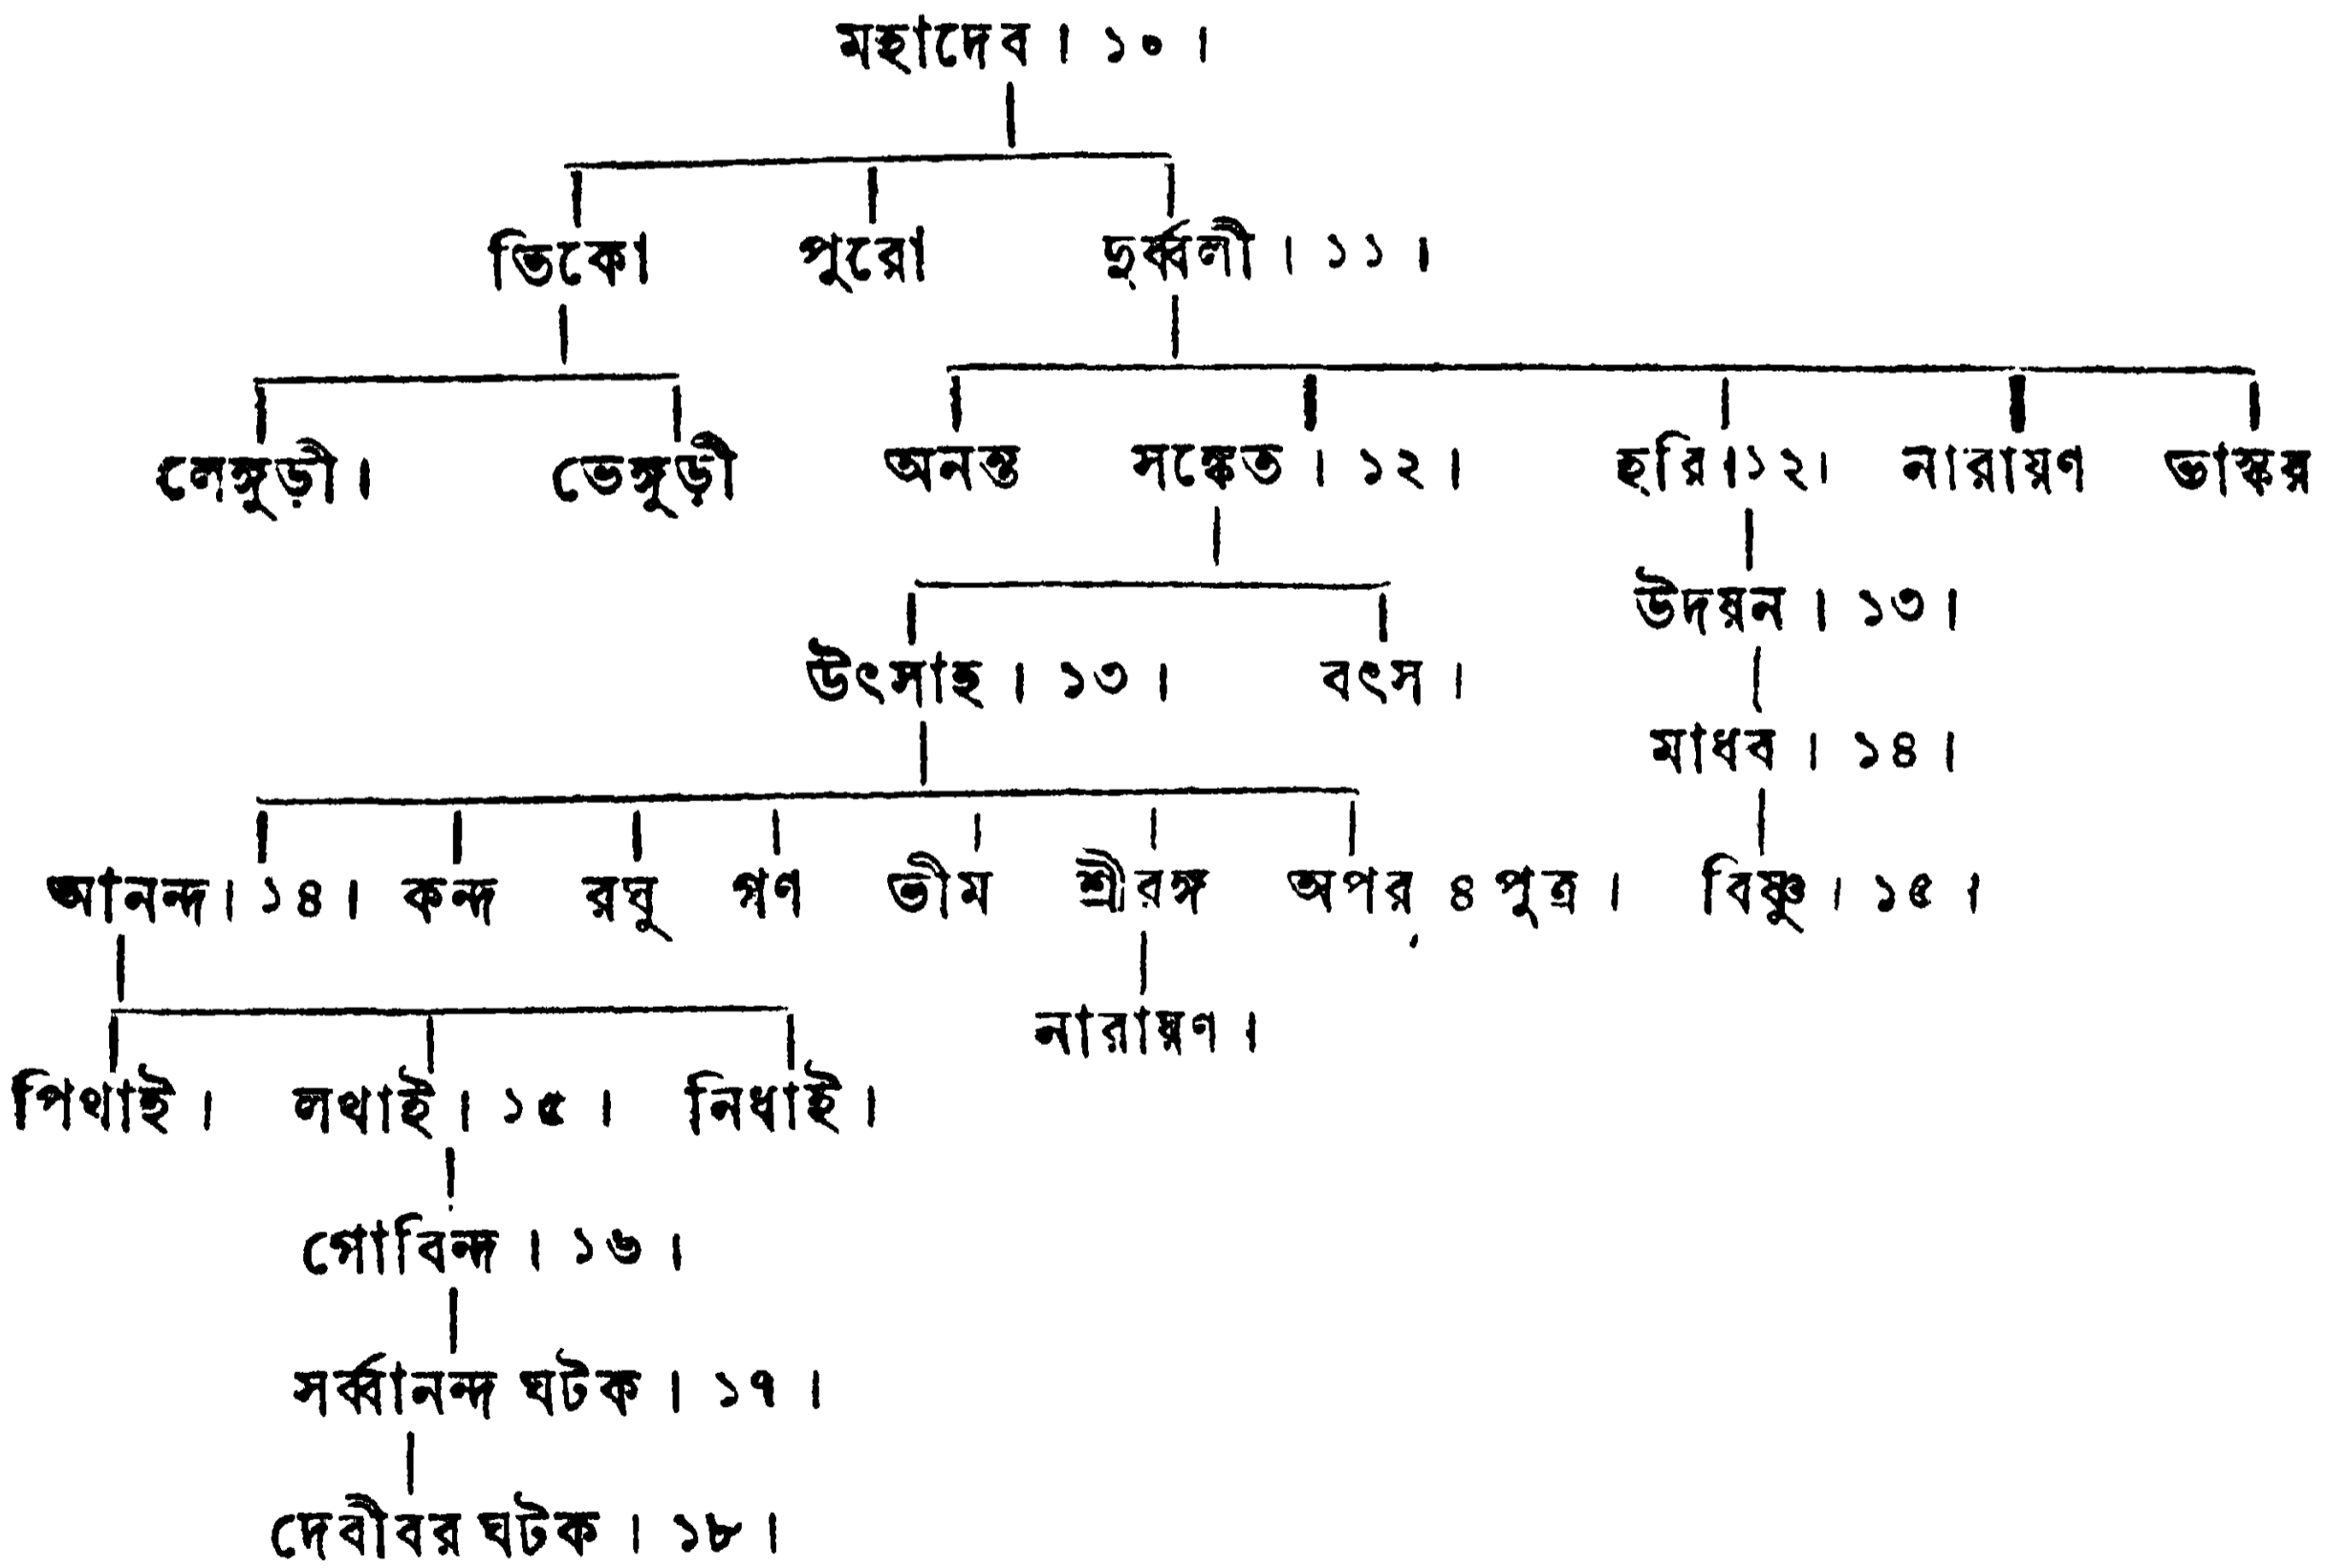 মহাদেব। ১০।
ভিকো পুরো দুর্ব্বলী। ১১।
লেঙ্গুড়ী। ভেঙ্গুড়ী অনন্ত সঙ্কেত। ১২। হরি।১২। নারায়ণ ভাস্কর
উদয়ন। ১৩।
উৎসাহ। ১৩। বৎস।
মাধব। ১৪।
আনন্দ। ১৪। কন্দ রঘু গণ ভীম শ্রীরঙ্গ অপর ৪ পুত্র। বিষ্ণু। ১৫।
নারায়ণ।
পিথাই। লথাই। ১৫। নিধাই।
গোবিন্দ। ১৬।
সর্ব্বানন্দ ঘটক। ১৭।
দেবীবর ঘটক। ১৮।